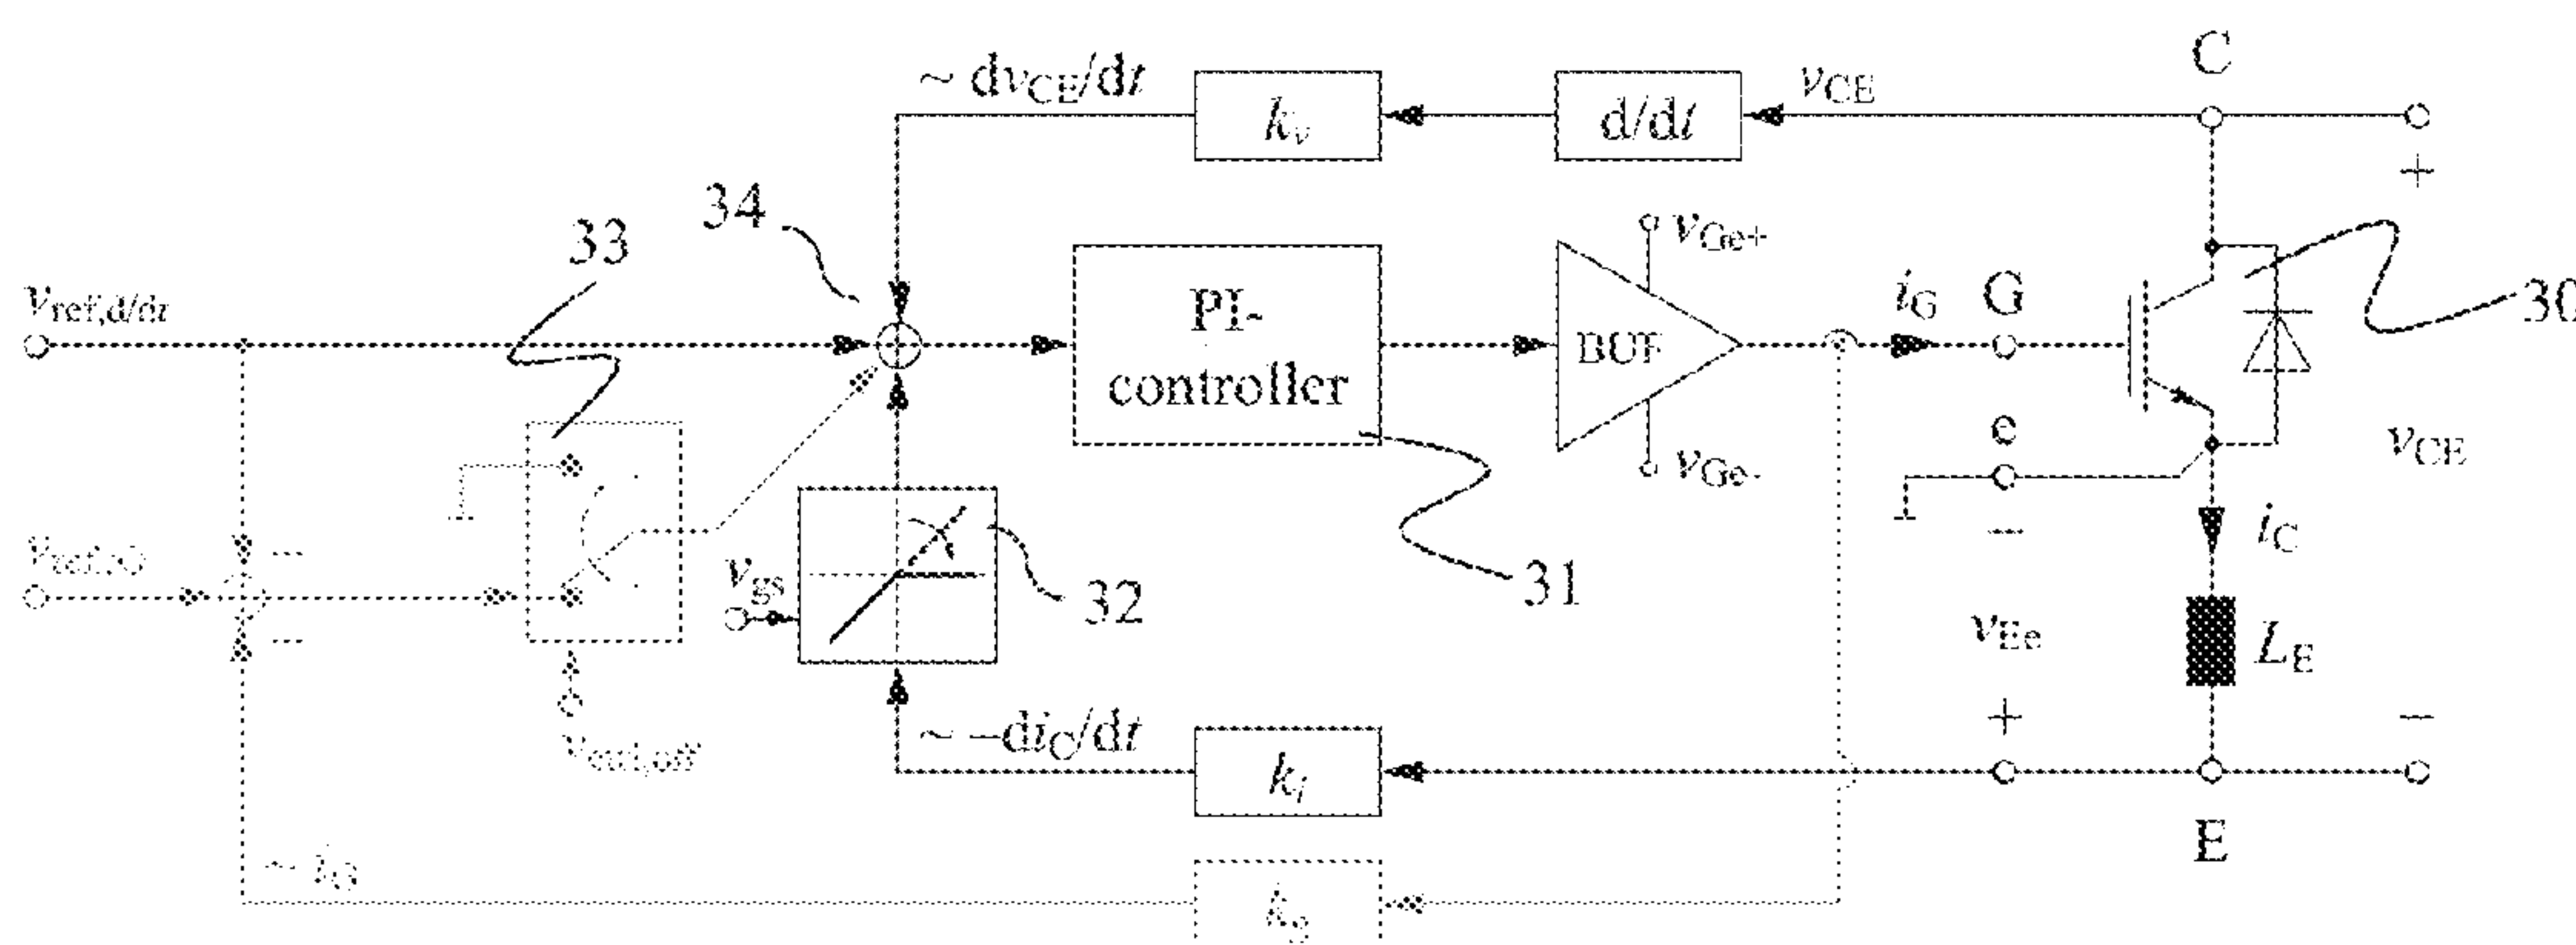 C
~ dvCE/dt
kv
d/dt
vCE
+
34
33
vGe+
vref,d/dt
PI-
controller
BUF
iG
G
30
vGe-
e
vCE
–
–
iC
vgs
32
31
vEe
LE
–
~ –diC/dt
ki
+
–
E
~ iG
kg